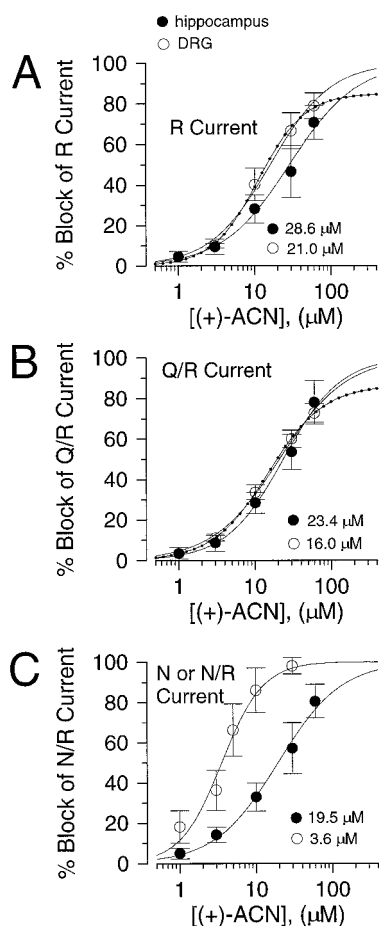 ● hippocampus
○ DRG
A
% Block of R Current
100
80
60
40
20
0
R Current
● 28.6 μM
○ 21.0 μM
1 10 100
[(+)-ACN], (μM)
B
% Block of Q/R Current
100
80
60
40
20
0
Q/R Current
● 23.4 μM
○ 16.0 μM
1 10 100
[(+)-ACN], (μM)
C
% Block of N/R Current
100
80
60
40
20
0
N or N/R
Current
● 19.5 μM
○ 3.6 μM
1 10 100
[(+)-ACN], (μM)